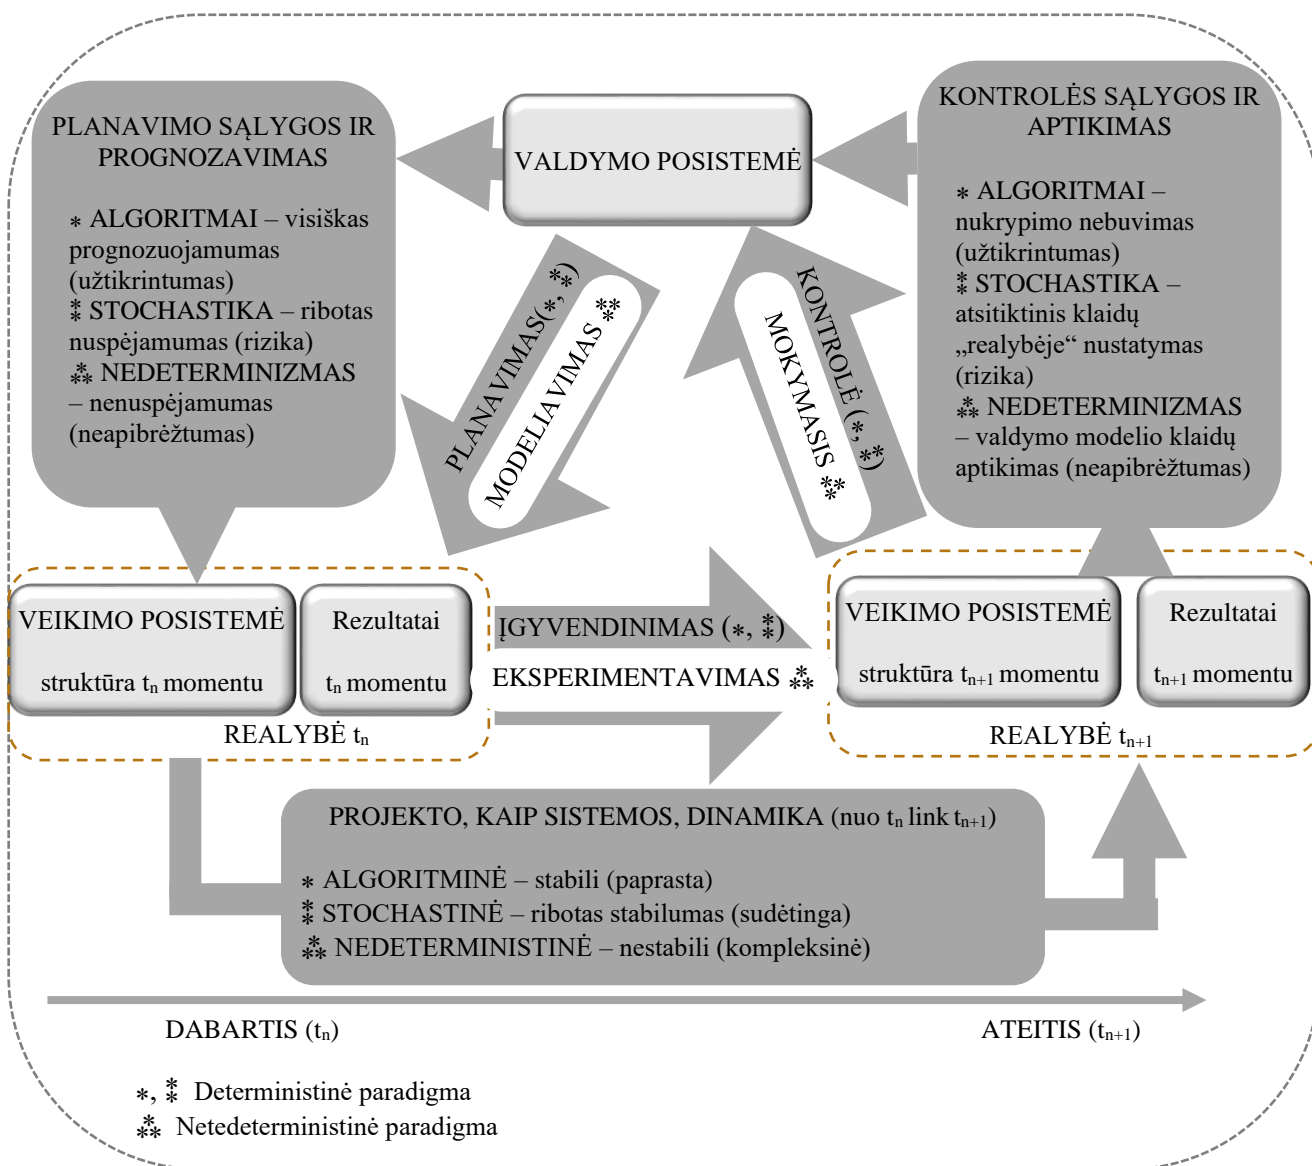 PLANAVIMO SĄLYGOS IR
PROGNOZAVIMAS
∗ ALGORITMAI – visiškas
prognozuojamumas
(užtikrintumas)
⁑ STOCHASTIKA – ribotas
nuspėjamumas (rizika)
⁂ NEDETERMINIZMAS
– nenuspėjamumas
(neapibrėžtumas)
VALDYMO POSISTEMĖ
KONTROLĖS SĄLYGOS IR
APTIKIMAS
∗ ALGORITMAI –
nukrypimo nebuvimas
(užtikrintumas)
⁑ STOCHASTIKA –
atsitiktinis klaidų
„realybėje“ nustatymas
(rizika)
⁂ NEDETERMINIZMAS
– valdymo modelio klaidų
aptikimas (neapibrėžtumas)
PLANAVIMAS(∗, ⁑)
MODELIAVIMAS ⁂
KONTROLĖ (∗, ⁑)
MOKYMASIS ⁂
VEIKIMO POSISTEMĖ
struktūra tn momentu
Rezultatai
tn momentu
REALYBĖ tn
ĮGYVENDINIMAS (∗, ⁑)
EKSPERIMENTAVIMAS ⁂
VEIKIMO POSISTEMĖ
struktūra tn+1 momentu
Rezultatai
tn+1 momentu
REALYBĖ tn+1
PROJEKTO, KAIP SISTEMOS, DINAMIKA (nuo tn link tn+1)
∗ ALGORITMINĖ – stabili (paprasta)
⁑ STOCHASTINĖ – ribotas stabilumas (sudėtinga)
⁂ NEDETERMINISTINĖ – nestabili (kompleksinė)
DABARTIS (tn)
ATEITIS (tn+1)
∗, ⁑ Deterministinė paradigma
⁂ Netedeterministinė paradigma